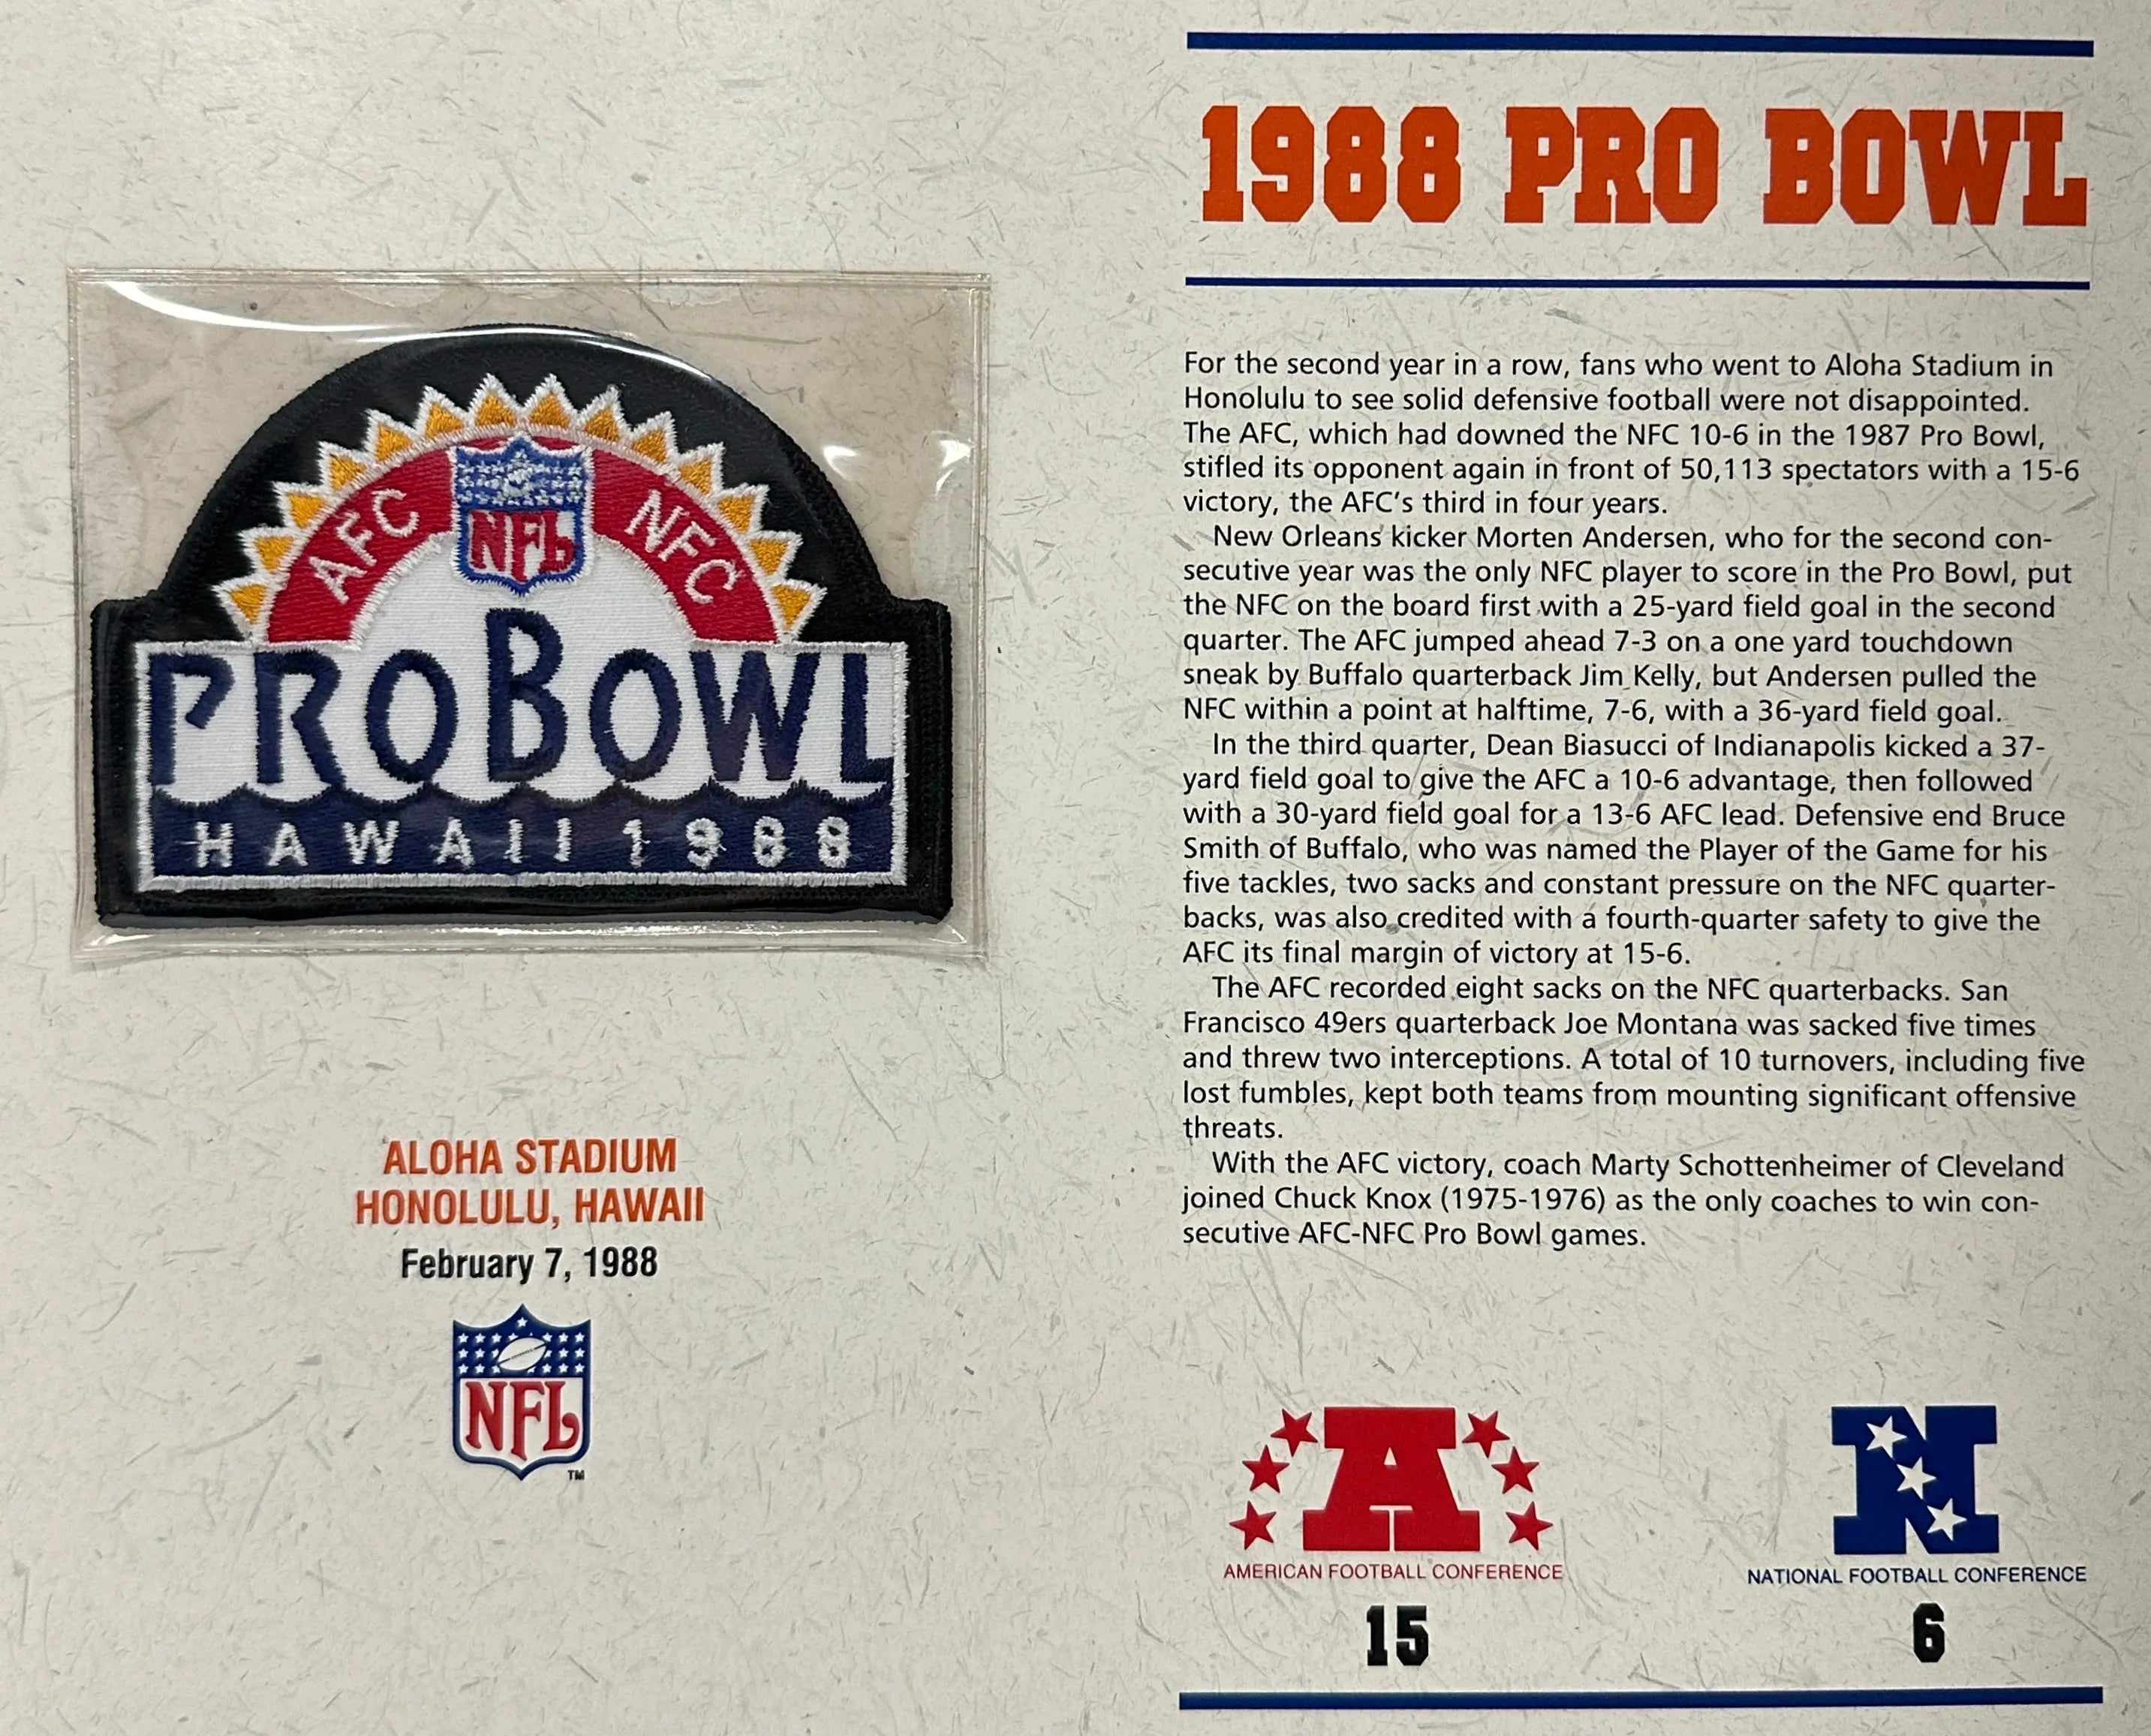 AFC
NFL
NFC
PRO BOWL
HAWAII 1988
ALOHA STADIUM
HONOLULU, HAWAII
February 7, 1988
NFL
TM
1988 PRO BOWL
For the second year in a row, fans who went to Aloha Stadium in
Honolulu to see solid defensive football were not disappointed.
The AFC, which had downed the NFC 10-6 in the 1987 Pro Bowl,
stifled its opponent again in front of 50,113 spectators with a 15-6
victory, the AFC's third in four years.
New Orleans kicker Morten Andersen, who for the second con-
secutive year was the only NFC player to score in the Pro Bowl, put
the NFC on the board first with a 25-yard field goal in the second
quarter. The AFC jumped ahead 7-3 on a one yard touchdown
sneak by Buffalo quarterback Jim Kelly, but Andersen pulled the
NFC within a point at halftime, 7-6, with a 36-yard field goal.
In the third quarter, Dean Biasucci of Indianapolis kicked a 37-
yard field goal to give the AFC a 10-6 advantage, then followed
with a 30-yard field goal for a 13-6 AFC lead. Defensive end Bruce
Smith of Buffalo, who was named the Player of the Game for his
five tackles, two sacks and constant pressure on the NFC quarter-
backs, was also credited with a fourth-quarter safety to give the
AFC its final margin of victory at 15-6.
The AFC recorded eight sacks on the NFC quarterbacks. San
Francisco 49ers quarterback Joe Montana was sacked five times
and threw two interceptions. A total of 10 turnovers, including five
lost fumbles, kept both teams from mounting significant offensive
threats.
With the AFC victory, coach Marty Schottenheimer of Cleveland
joined Chuck Knox (1975-1976) as the only coaches to win con-
secutive AFC-NFC Pro Bowl games.
A
AMERICAN FOOTBALL CONFERENCE
15
N
NATIONAL FOOTBALL CONFERENCE
6